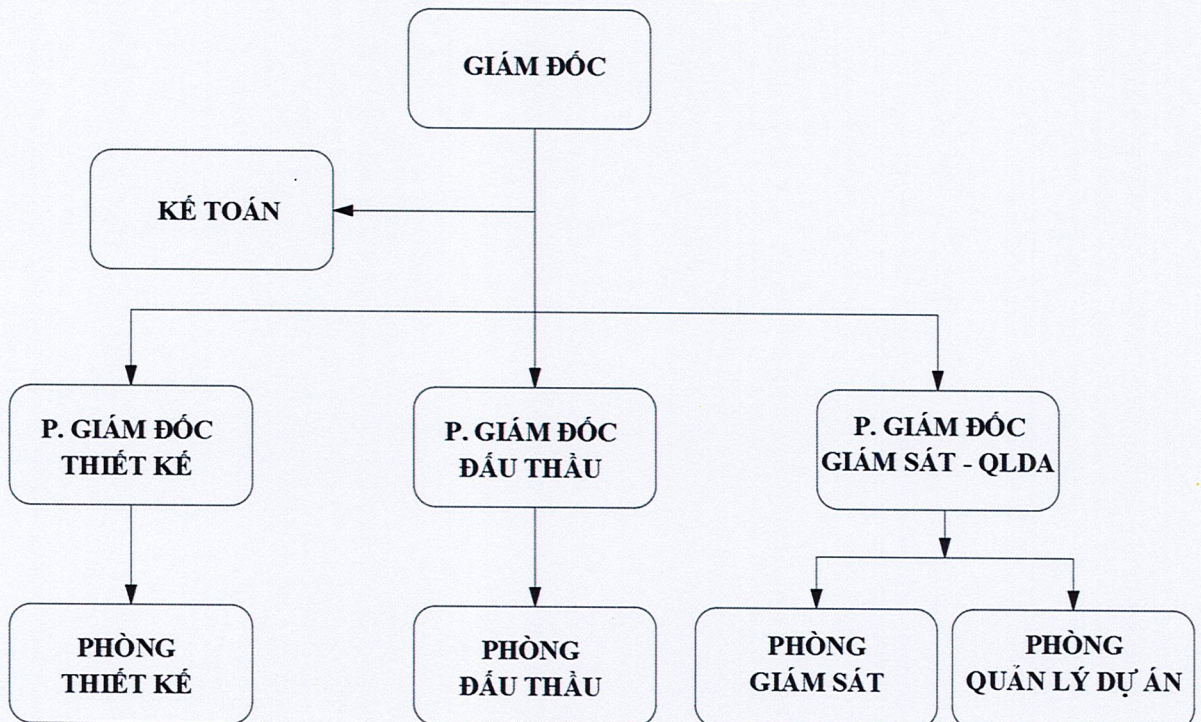 GIÁM ĐỐC
KẾ TOÁN
P. GIÁM ĐỐC
THIẾT KẾ
P. GIÁM ĐỐC
ĐẤU THẦU
P. GIÁM ĐỐC
GIÁM SÁT - QLDA
PHÒNG
THIẾT KẾ
PHÒNG
ĐẤU THẦU
PHÒNG
GIÁM SÁT
PHÒNG
QUẢN LÝ DỰ ÁN